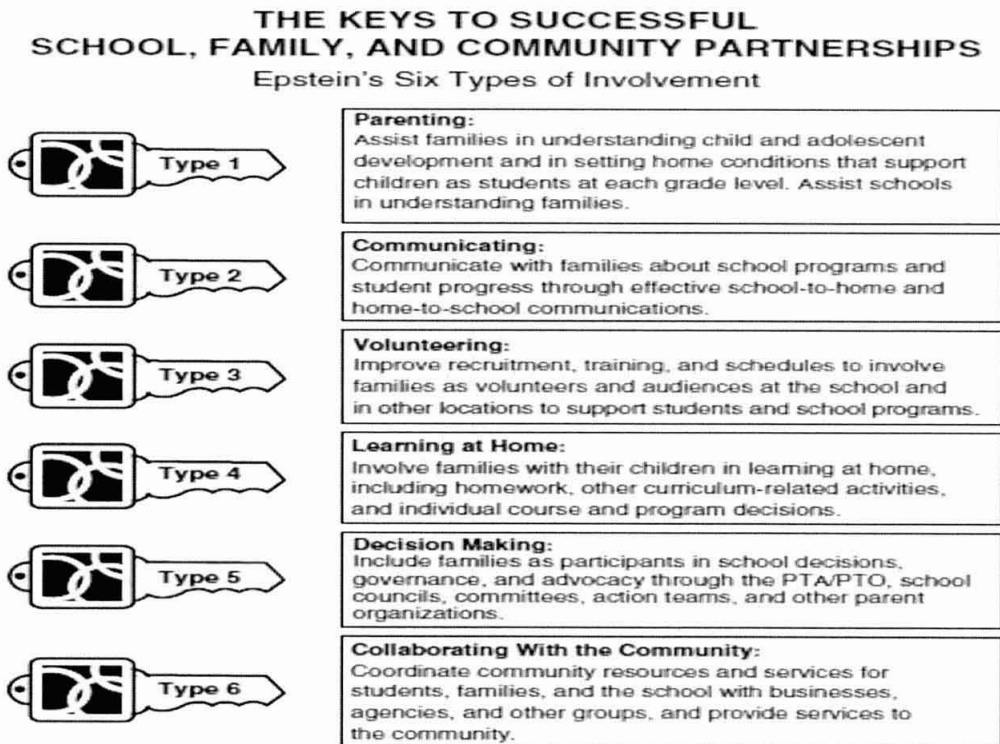 THE KEYS TO SUCCESSFUL
SCHOOL, FAMILY, AND COMMUNITY PARTNERSHIPS
Epstein's Six Types of Involvement
Type 1
Parenting:
Assist families in understanding child and adolescent
development and in setting home conditions that support
children as students at each grade level. Assist schools
in understanding families.
Type 2
Communicating:
Communicate with families about school programs and
student progress through effective school-to-home and
home-to-school communications.
Type 3
Volunteering:
Improve recruitment, training, and schedules to involve
families as volunteers and audiences at the school and
in other locations to support students and school programs.
Type 4
Learning at Home:
Involve families with their children in learning at home,
including homework, other curriculum-related activities,
and individual course and program decisions.
Type 5
Decision Making:
Include families as participants in school decisions,
governance, and advocacy through the PTA/PTO, school
councils, committees, action teams, and other parent
organizations.
Type 6
Collaborating With the Community:
Coordinate community resources and services for
students, families, and the school with businesses,
agencies, and other groups, and provide services to
the community.